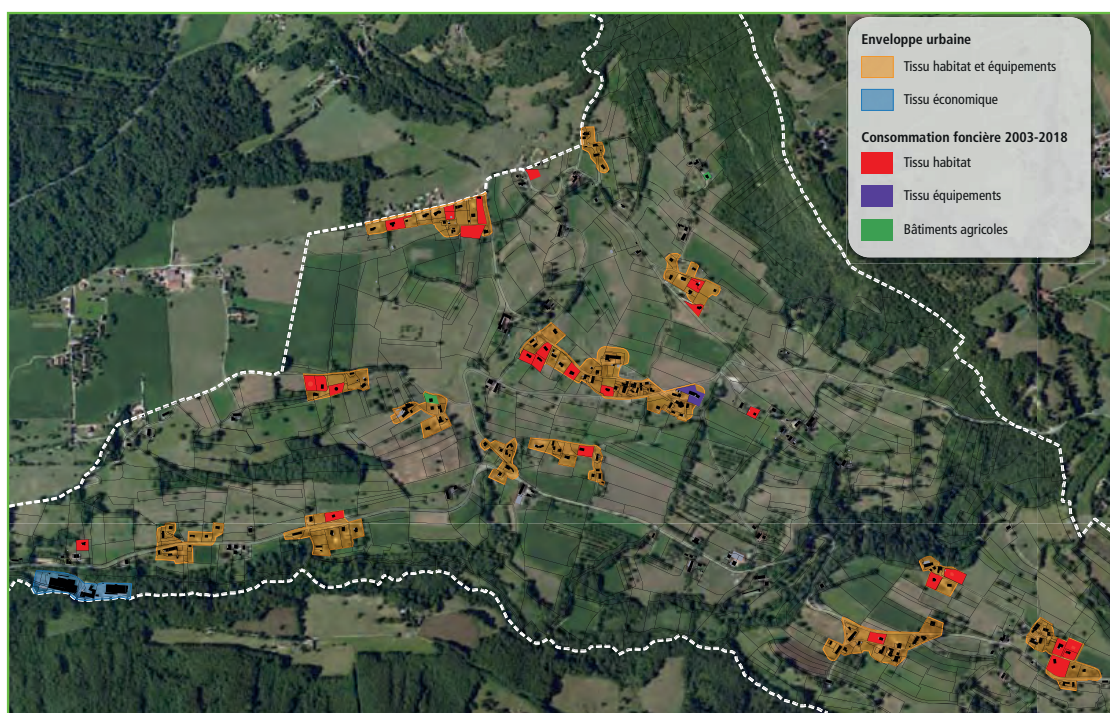 Enveloppe urbaine
Tissu habitat et équipements
Tissu économique
Consommation foncière 2003-2018
Tissu habitat
Tissu équipements
Bâtiments agricoles